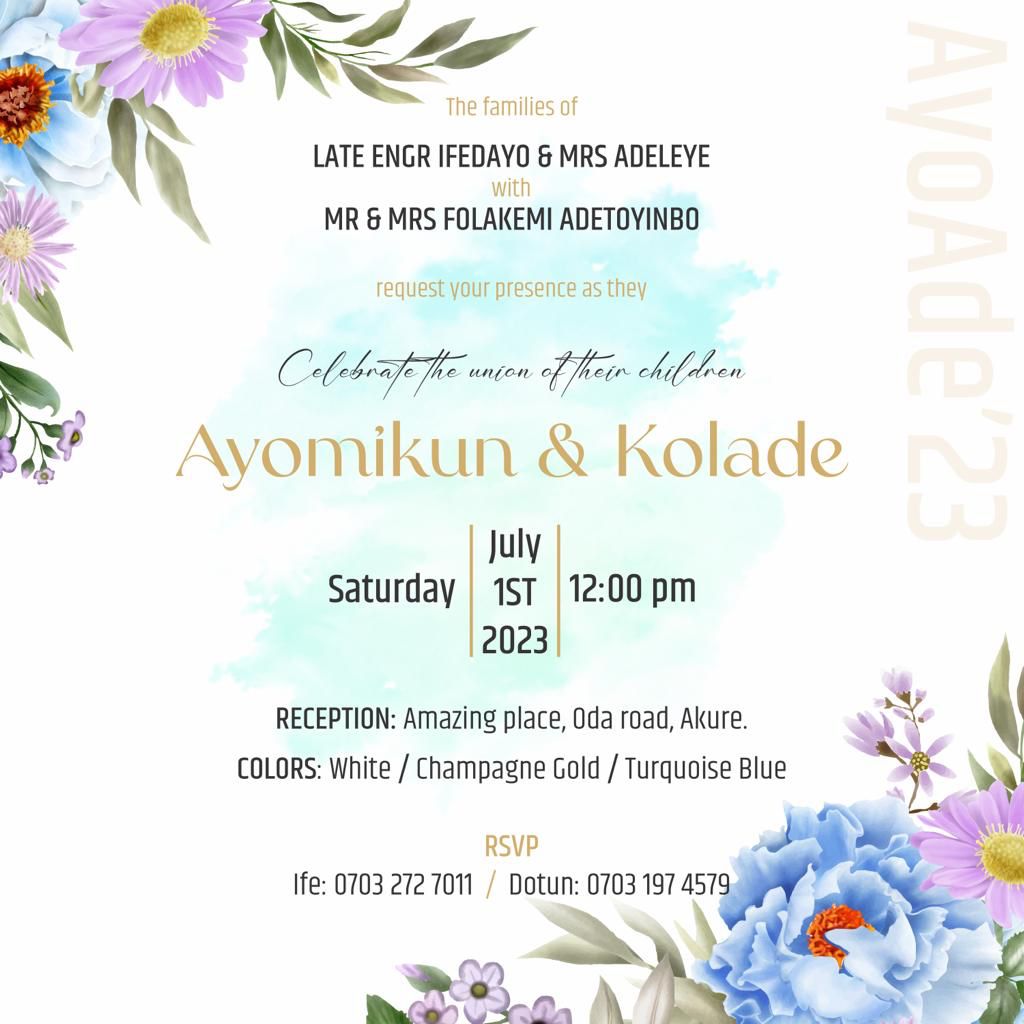 The families of
LATE ENGR IFEDAYO & MRS ADELEYE
with
MR & MRS FOLAKEMI ADETOYINBO
request your presence as they
Celebrate the union of their children
Ayomikun & Kolade
Saturday
July
1ST
2023
12:00 pm
RECEPTION: Amazing place, Oda road, Akure.
COLORS: White / Champagne Gold / Turquoise Blue
RSVP
Ife: 0703 272 7011 / Dotun: 0703 197 4579
AyoAde'23